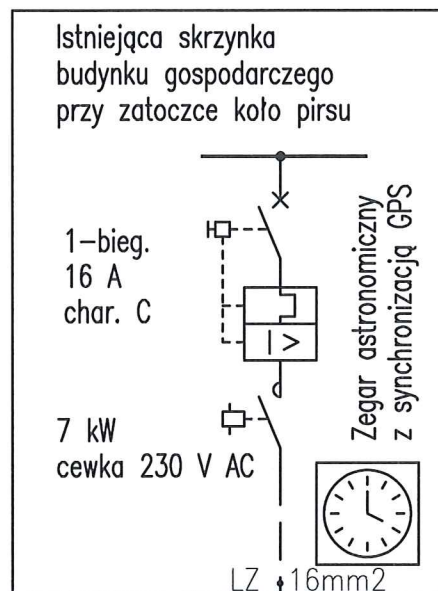 Istniejąca skrzynka
budynku gospodarczego
przy zatoczce koło pirsu
1-bieg.
16 A
char. C
I>
7 kW
cewka 230 V AC
Zegar astronomiczny
z synchronizacją GPS
LZ 16mm2